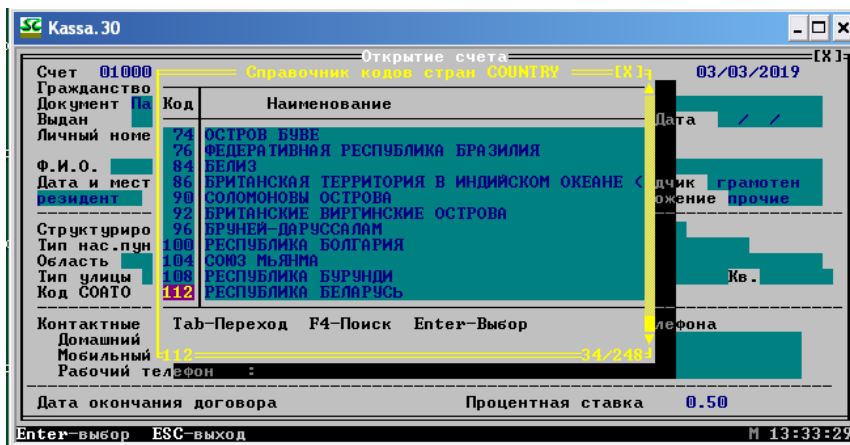 SC Kassa.30
Открытие счета [X]
Счет 01000 Справочник кодов стран COUNTRY [X] 03/03/2019
Гражданство
Документ Па Код Наименование
Выдан Дата / /
Личный номе 74 ОСТРОВ БУВЕ
76 ФЕДЕРАТИВНАЯ РЕСПУБЛИКА БРАЗИЛИЯ
Ф.И.О. 84 БЕЛИЗ
Дата и мест 86 БРИТАНСКАЯ ТЕРРИТОРИЯ В ИНДИЙСКОМ ОКЕАНЕ ( дчик грамотен
резидент 90 СОЛОМОНОВЫ ОСТРОВА ожение прочие
92 БРИТАНСКИЕ ВИРГИНСКИЕ ОСТРОВА
Структуриро 96 БРУНЕЙ-ДАРУССАЛАМ
Тип нас.пун 100 РЕСПУБЛИКА БОЛГАРИЯ
Область 104 СОЮЗ МЬЯНМА
Тип улицы 108 РЕСПУБЛИКА БУРУНДИ Кв.
Код СОАТО 112 РЕСПУБЛИКА БЕЛАРУСЬ
Контактные Tab-Переход F4-Поиск Enter-Выбор лефона
Домашний
Мобильный 112 34/248
Рабочий телефон :
Дата окончания договора Процентная ставка 0.50
Enter-выбор ESC-выход М 13:33:29